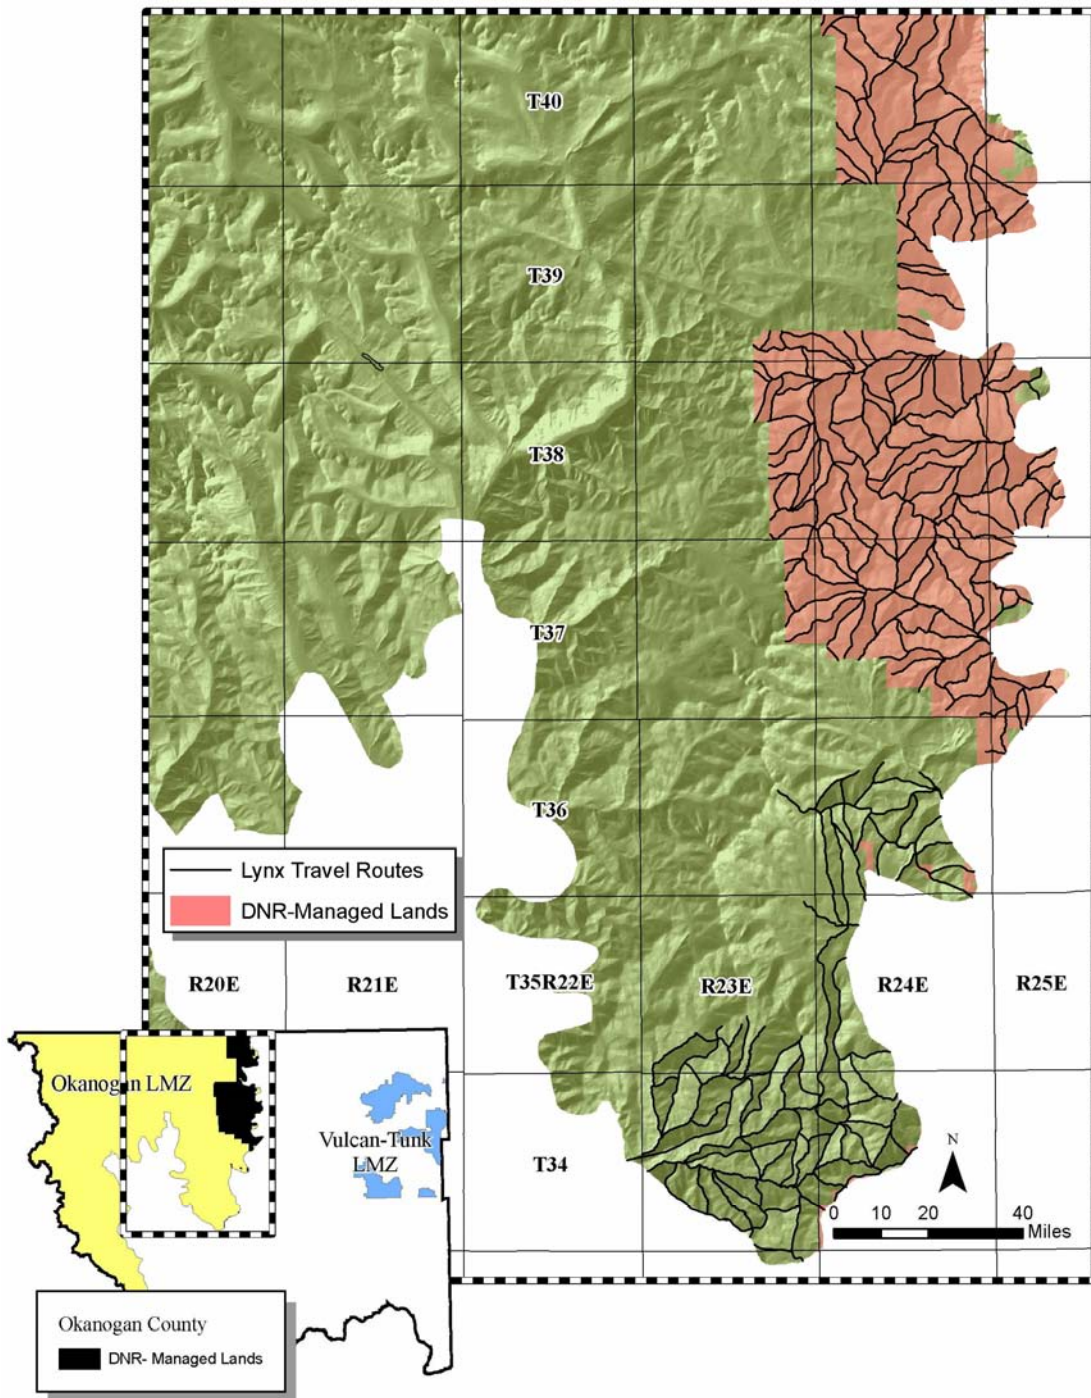 T40
T39
T38
T37
T36
Lynx Travel Routes
DNR-Managed Lands
R20E
R21E
T35R22E
R23E
R24E
R25E
Okanogan LMZ
Vulcan-Tunk
LMZ
T34
N
0 10 20 40
Miles
Okanogan County
DNR- Managed Lands